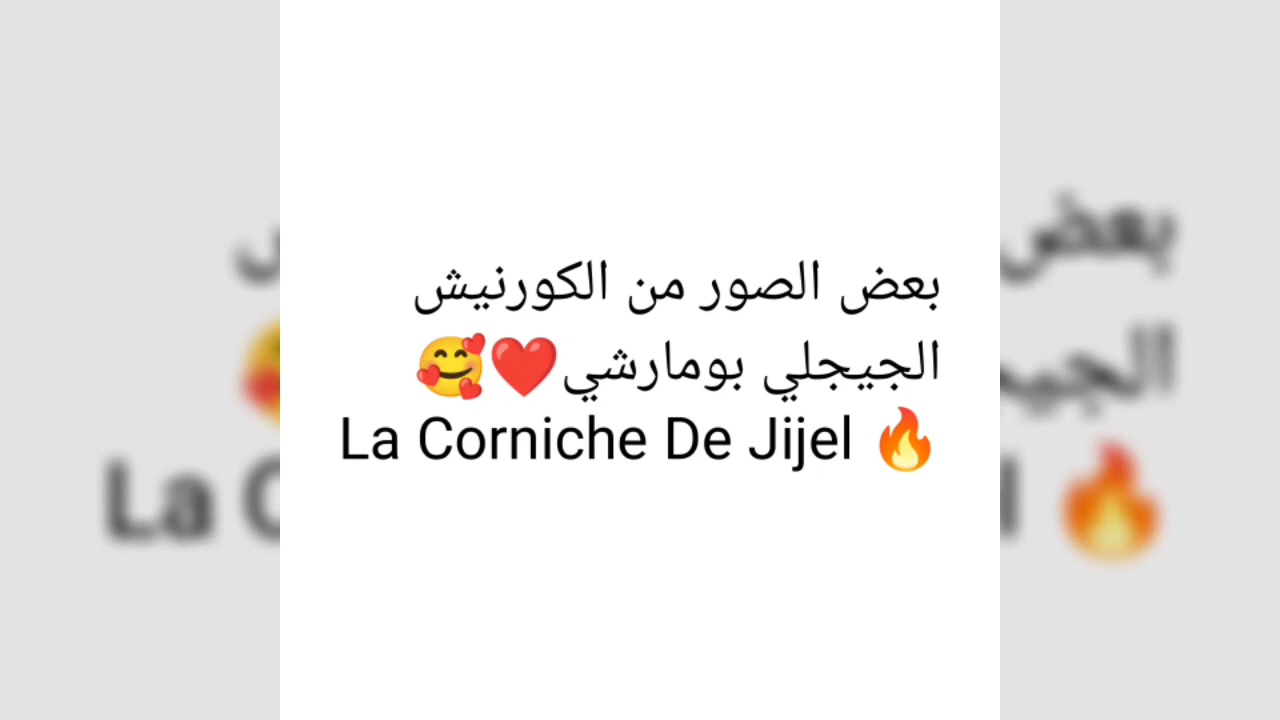 بعض الصور من الكورنيش
الجيجلي بومارشي❤️🥰
La Corniche De Jijel 🔥